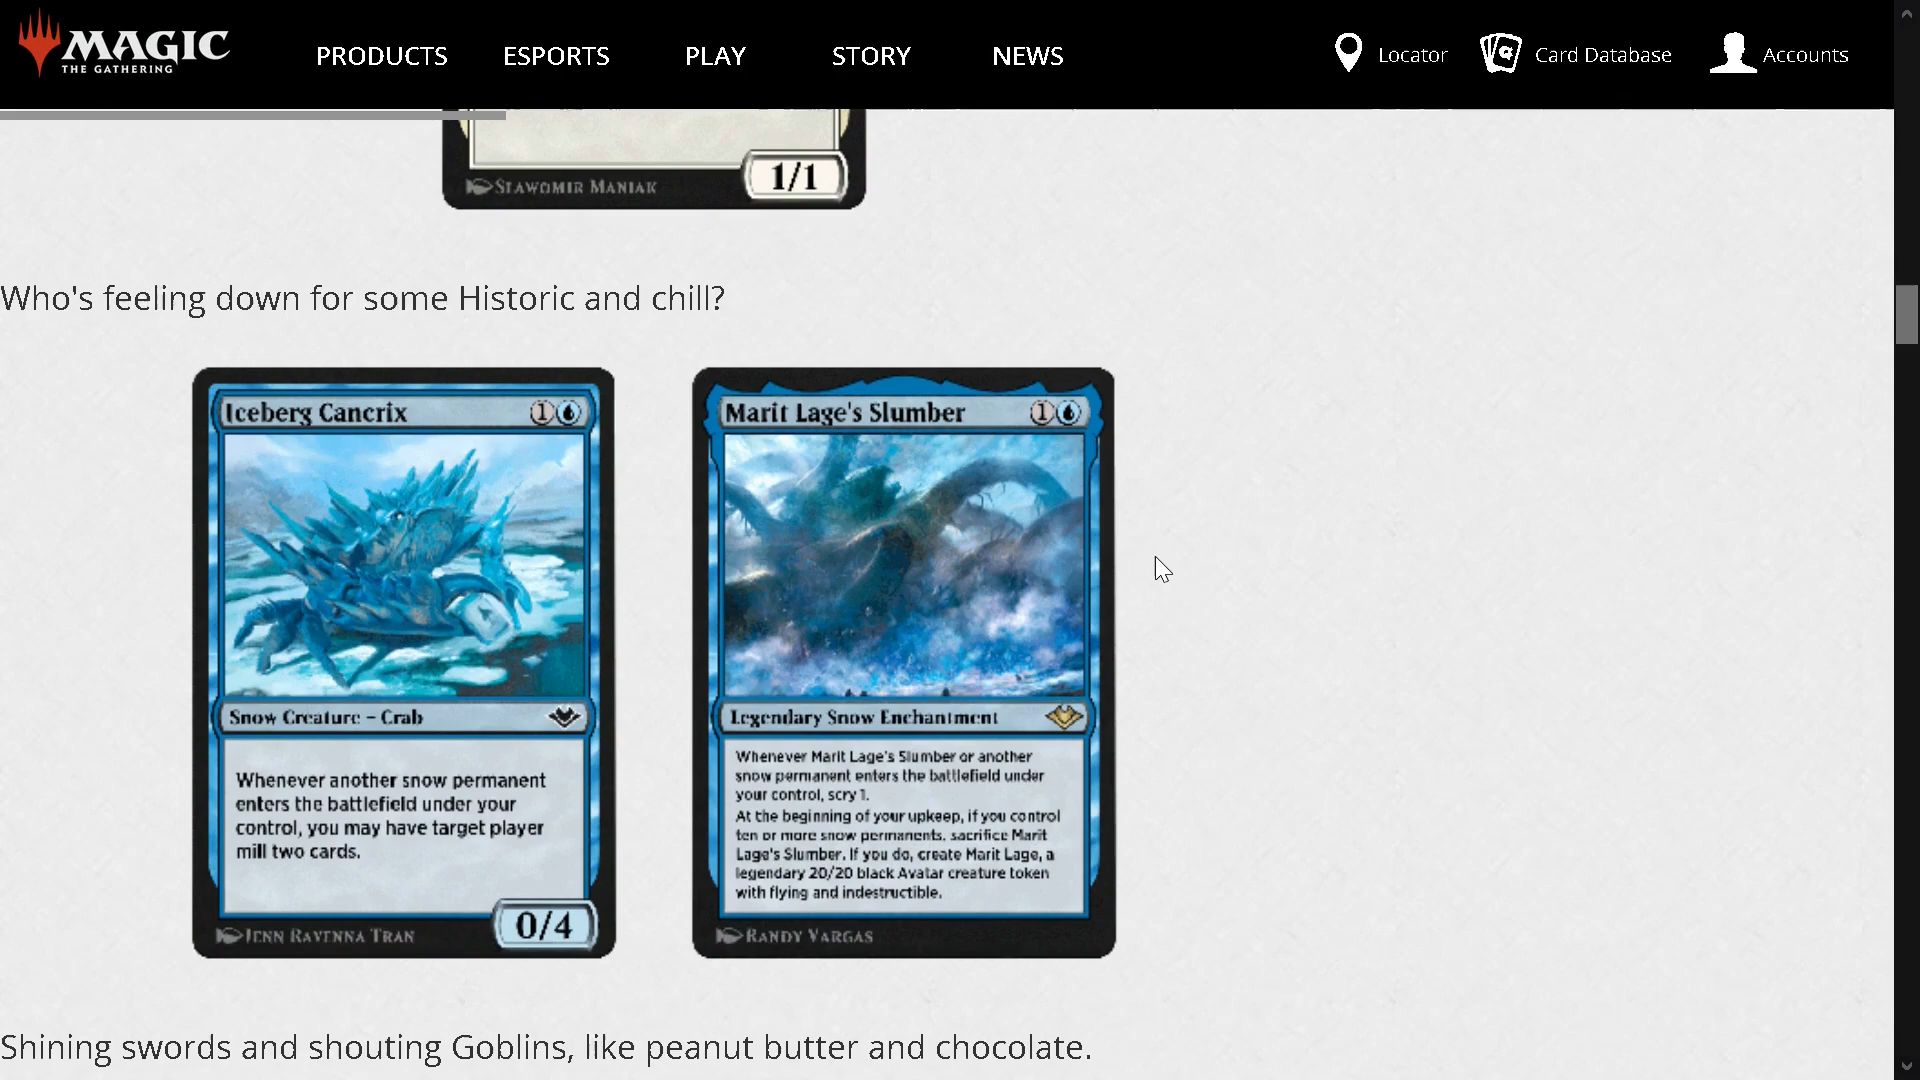 MAGIC
THE GATHERING
PRODUCTS ESPORTS PLAY STORY NEWS
Locator Card Database Accounts
SLAWOMIR MANIAK 1/1
Who's feeling down for some Historic and chill?
Iceberg Cancrix 1
Snow Creature – Crab
Whenever another snow permanent
enters the battlefield under your
control, you may have target player
mill two cards.
0/4
JENN RAVENNA TRAN
Marit Lage's Slumber 1
Legendary Snow Enchantment
Whenever Marit Lage's Slumber or another
snow permanent enters the battlefield under
your control, scry 1.
At the beginning of your upkeep, if you control
ten or more snow permanents, sacrifice Marit
Lage's Slumber. If you do, create Marit Lage, a
legendary 20/20 black Avatar creature token
with flying and indestructible.
RANDY VARGAS
Shining swords and shouting Goblins, like peanut butter and chocolate.